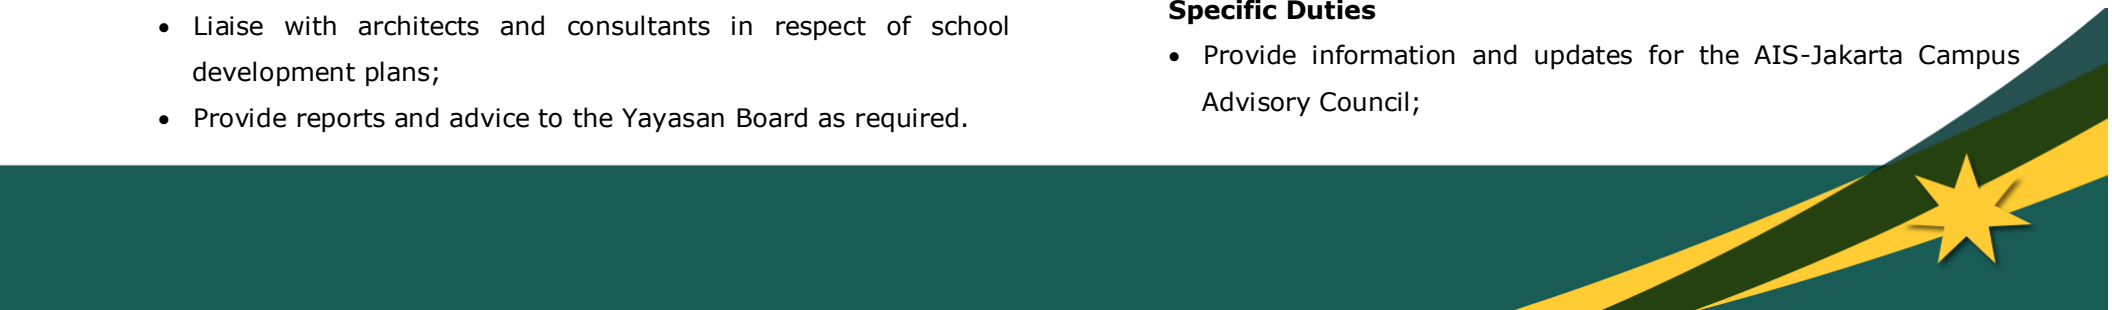 • Liaise with architects and consultants in respect of school
development plans;
• Provide reports and advice to the Yayasan Board as required.
Specific Duties
• Provide information and updates for the AIS-Jakarta Campus
Advisory Council;